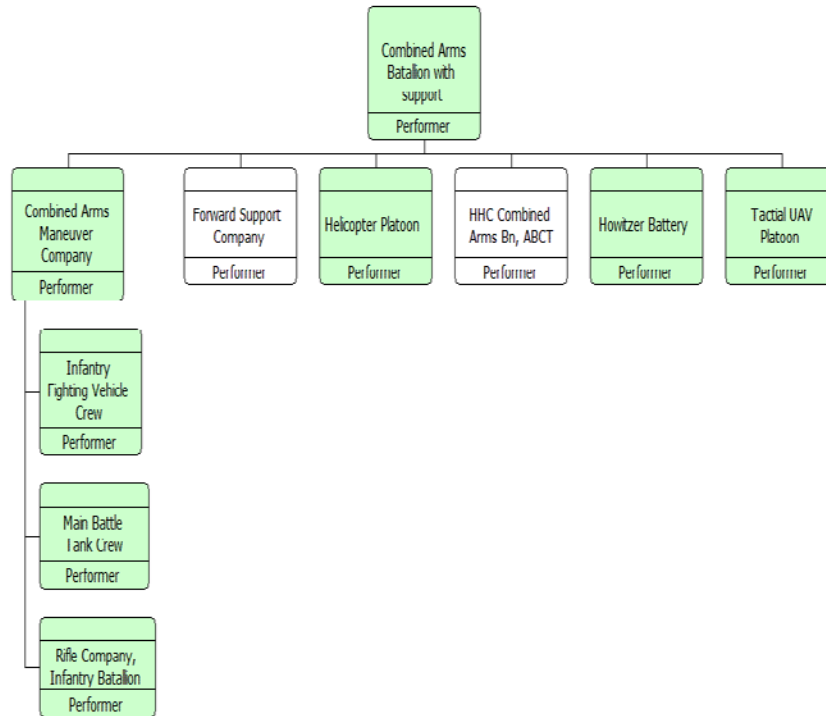 Combined Arms
Batallion with
support
Performer
Combined Arms
Maneuver
Company
Performer
Forward Support
Company
Performer
Helicopter Platoon
Performer
HHC Combined
Arms Bn, ABCT
Performer
Howitzer Battery
Performer
Tactial UAV
Platoon
Performer
Infantry
Fighting Vehicle
Crew
Performer
Main Battle
Tank Crew
Performer
Rifle Company,
Infantry Batallion
Performer